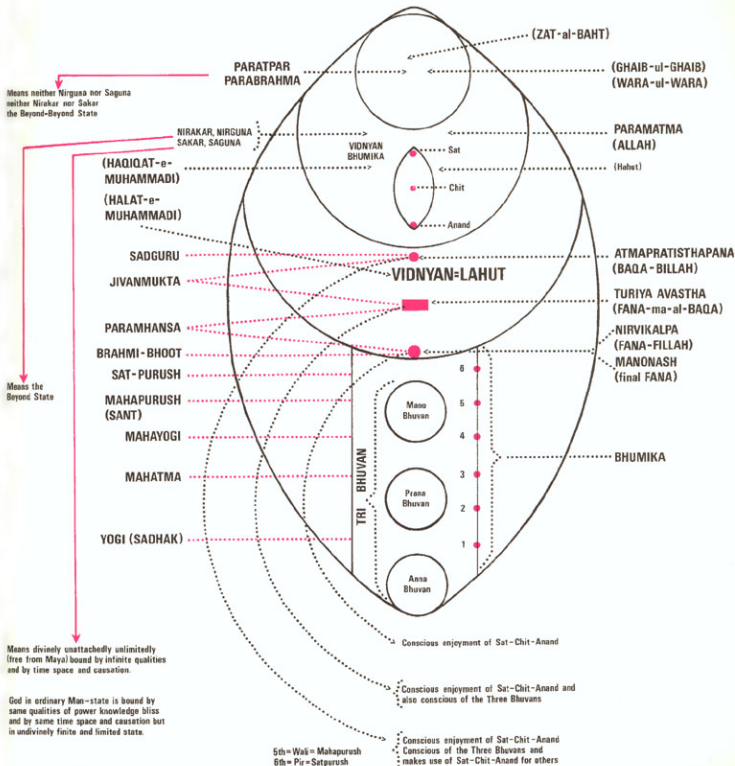 (ZAT-al-BAHT)
PARATPAR
PARABRAHMA
(GHAIB-ul-GHAIB)
(WARA-ul-WARA)
Means neither Nirguna nor Saguna
neither Nirakar nor Sakar
the Beyond-Beyond State
NIRAKAR, NIRGUNA
SAKAR, SAGUNA
VIDNYAN
BHUMIKA
PARAMATMA
(ALLAH)
Sat
(HAQIQAT-e-
MUHAMMADI)
(Hahut)
Chit
(HALAT-e-
MUHAMMADI)
Anand
SADGURU
ATMAPRATISTHAPANA
(BAQA-BILLAH)
VIDNYAN=LAHUT
JIVANMUKTA
TURIYA AVASTHA
(FANA-ma-al-BAQA)
PARAMHANSA
NIRVIKALPA
(FANA-FILLAH)
BRAHMI-BHOOT
MANONASH
(final FANA)
SAT-PURUSH
6
Means the
Beyond State
MAHAPURUSH
(SANT)
Mano
Bhuvan
5
MAHAYOGI
4
TRI BHUVAN
BHUMIKA
MAHATMA
3
Prana
Bhuvan
2
YOGI (SADHAK)
1
Anna
Bhuvan
Conscious enjoyment of Sat-Chit-Anand
Means divinely unattachedly unlimitedly
(free from Maya) bound by infinite qualities
and by time space and causation.
Conscious enjoyment of Sat-Chit-Anand and
also conscious of the Three Bhuvans
God in ordinary Man-state is bound by
same qualities of power knowledge bliss
and by same time space and causation but
in undivinely finite and limited state.
Conscious enjoyment of Sat-Chit-Anand
Conscious of the Three Bhuvans and
makes use of Sat-Chit-Anand for others
5th=Wali=Mahapurush
6th=Pir=Satpurush